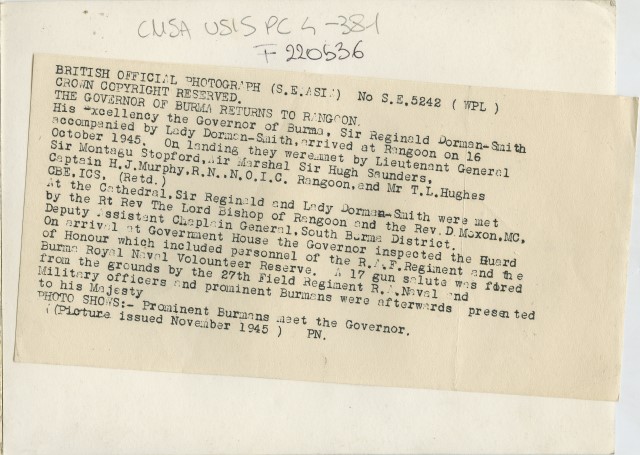 CMSA USIS PC 4-381
F 220536
BRITISH OFFICIAL PHOTOGRAPH (S.E.ASIA) No S.E.5242 ( WPL )
CROWN COPYRIGHT RESERVED.
THE GOVERNOR OF BURMA RETURNS TO RANGOON.
His Excellency the Governor of Burma, Sir Reginald Dorman-Smith
accompanied by Lady Dorman-Smith,arrived at Rangoon on 16
October 1945. On landing they weremmet by Lieutenant General
Sir Montagu Stopford,Air Marshal Sir Hugh Saunders,
Captain H.J.Murphy,R.N..N.O.I.C. Rangoon,and Mr T.L.Hughes
CBE,ICS, (Retd.)
At the Cathedral,Sir Reginald and Lady Dorman-Smith were met
by the Rt Rev The Lord Bishop of Rangoon and the Rev.D Moxon,MC,
Deputy Assistant Chaplain General,South Burma District.
On arrival at Government House the Governor inspected the Guard
of Honour which included personnel of the R.A.F.Regiment and the
Burma Royal Naval Volounteer Reserve. A 17 gun salute was fired
from the grounds by the 27th Field Regiment R.A.Naval and
Military officers and prominent Burmans were afterwards presented
to his Majesty
PHOTO SHOWS:- Prominent Burmans meet the Governor.
(Picture issued November 1945 ) PN.